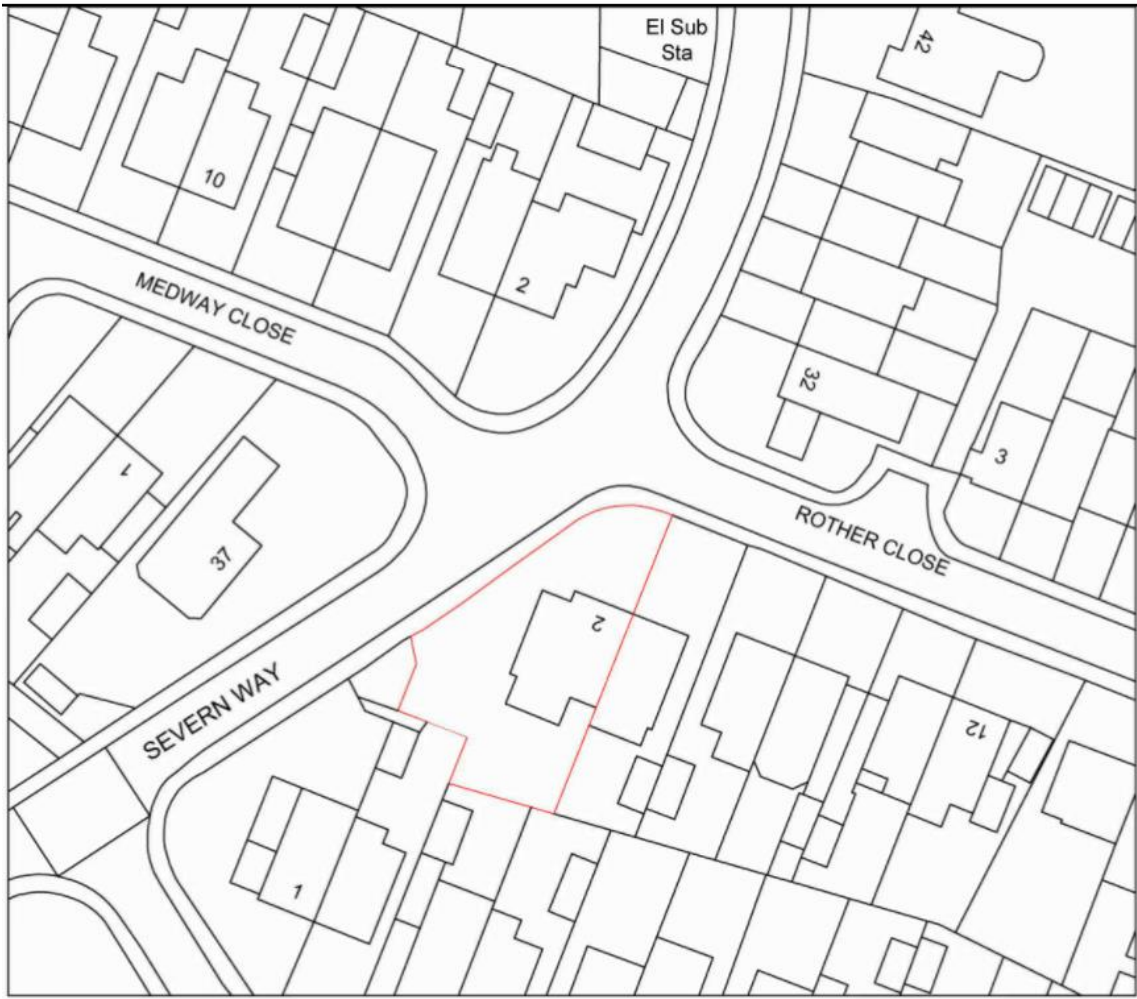 El Sub
Sta
42
10
2
MEDWAY CLOSE
32
1
3
37
ROTHER CLOSE
2
SEVERN WAY
12
1